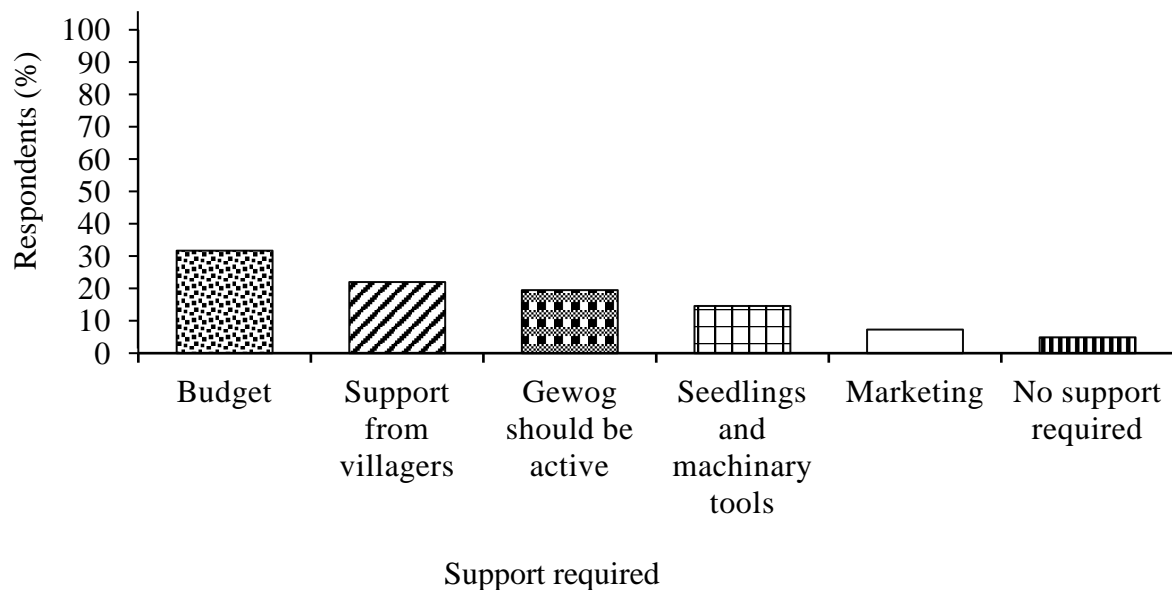 Respondents (%)
100
90
80
70
60
50
40
30
20
10
0
Budget
Support
from
villagers
Gewog
should be
active
Seedlings
and
machinary
tools
Marketing
No support
required
Support required